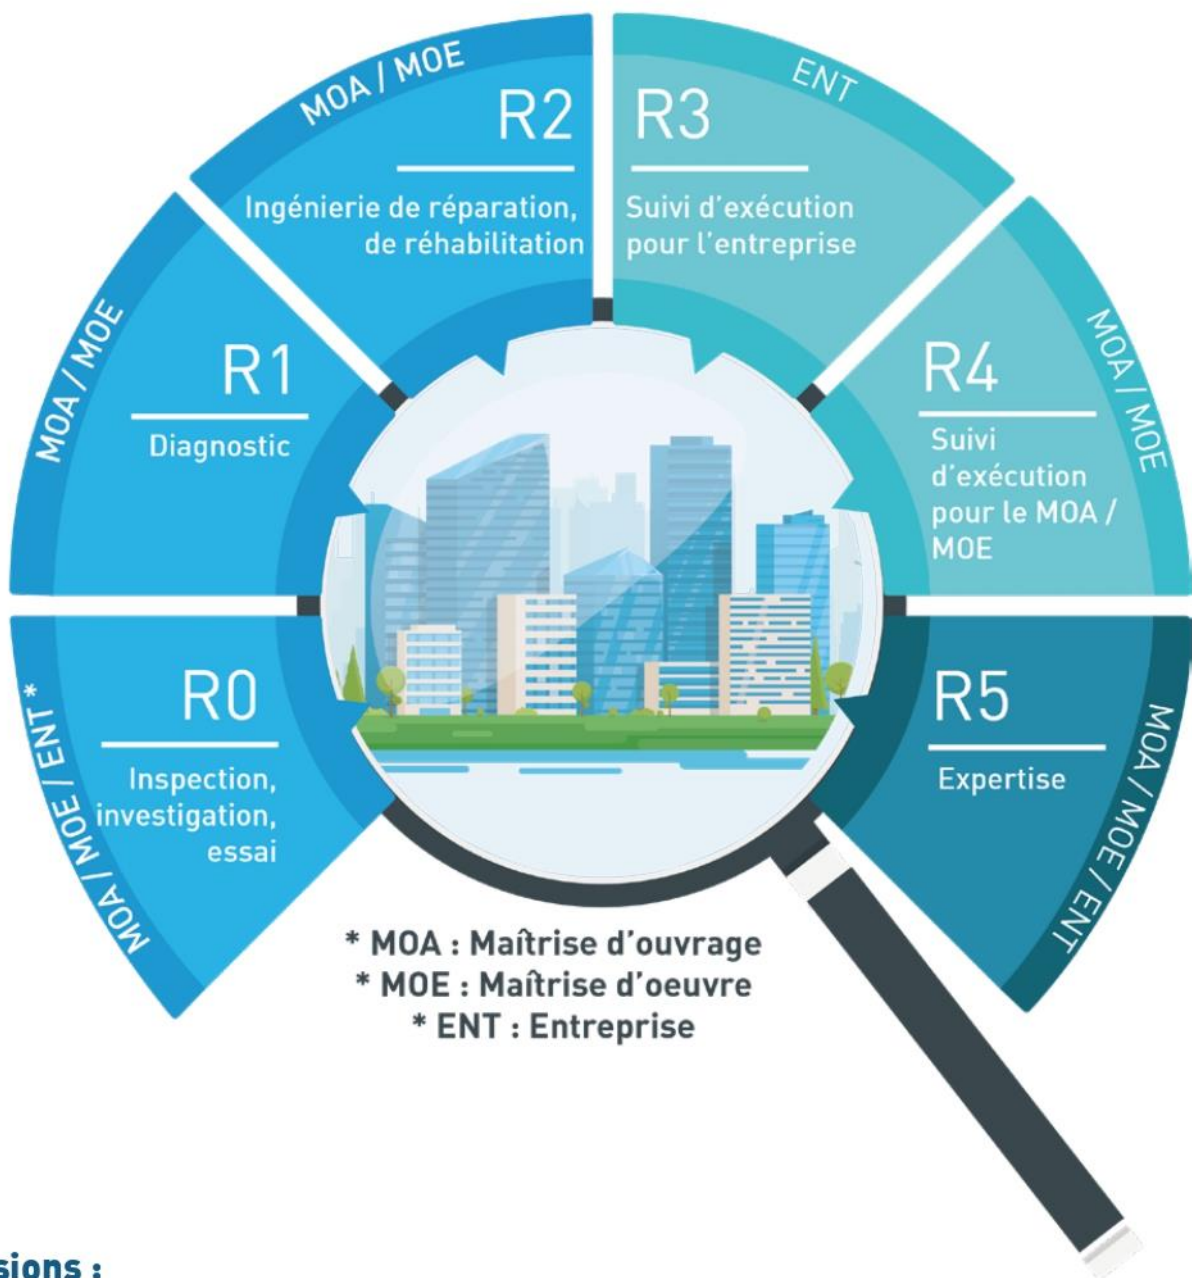 MOA / MOE
R2
Ingénierie de réparation,
de réhabilitation
ENT
R3
Suivi d'exécution
pour l'entreprise
MOA / MOE
R1
Diagnostic
MOA / MOE
R4
Suivi
d'exécution
pour le MOA /
MOE
MOA / MOE / ENT *
R0
Inspection,
investigation,
essai
MOA / MOE / ENT
R5
Expertise
* MOA : Maîtrise d'ouvrage
* MOE : Maîtrise d'oeuvre
* ENT : Entreprise
sions :